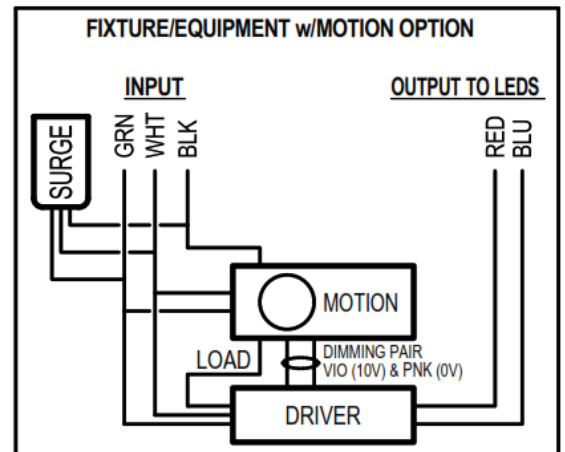 FIXTURE/EQUIPMENT w/MOTION OPTION
INPUT
OUTPUT TO LEDS
SURGE
GRN
WHT
BLK
RED
BLU
MOTION
LOAD
DIMMING PAIR
VIO (10V) & PNK (0V)
DRIVER